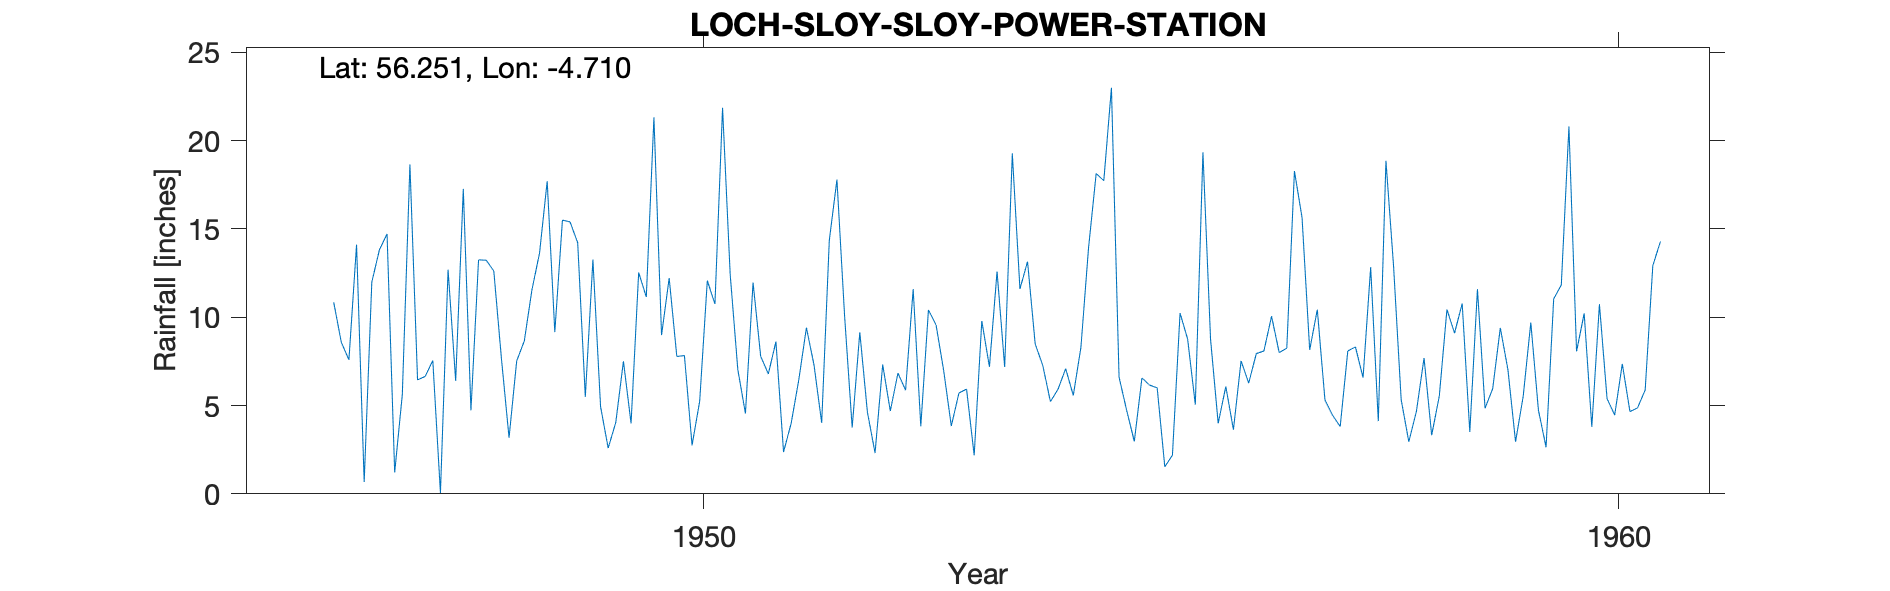 LOCH-SLOY-SLOY-POWER-STATION
Lat: 56.251, Lon: -4.710
25
20
15
10
5
0
Rainfall [inches]
1950
1960
Year